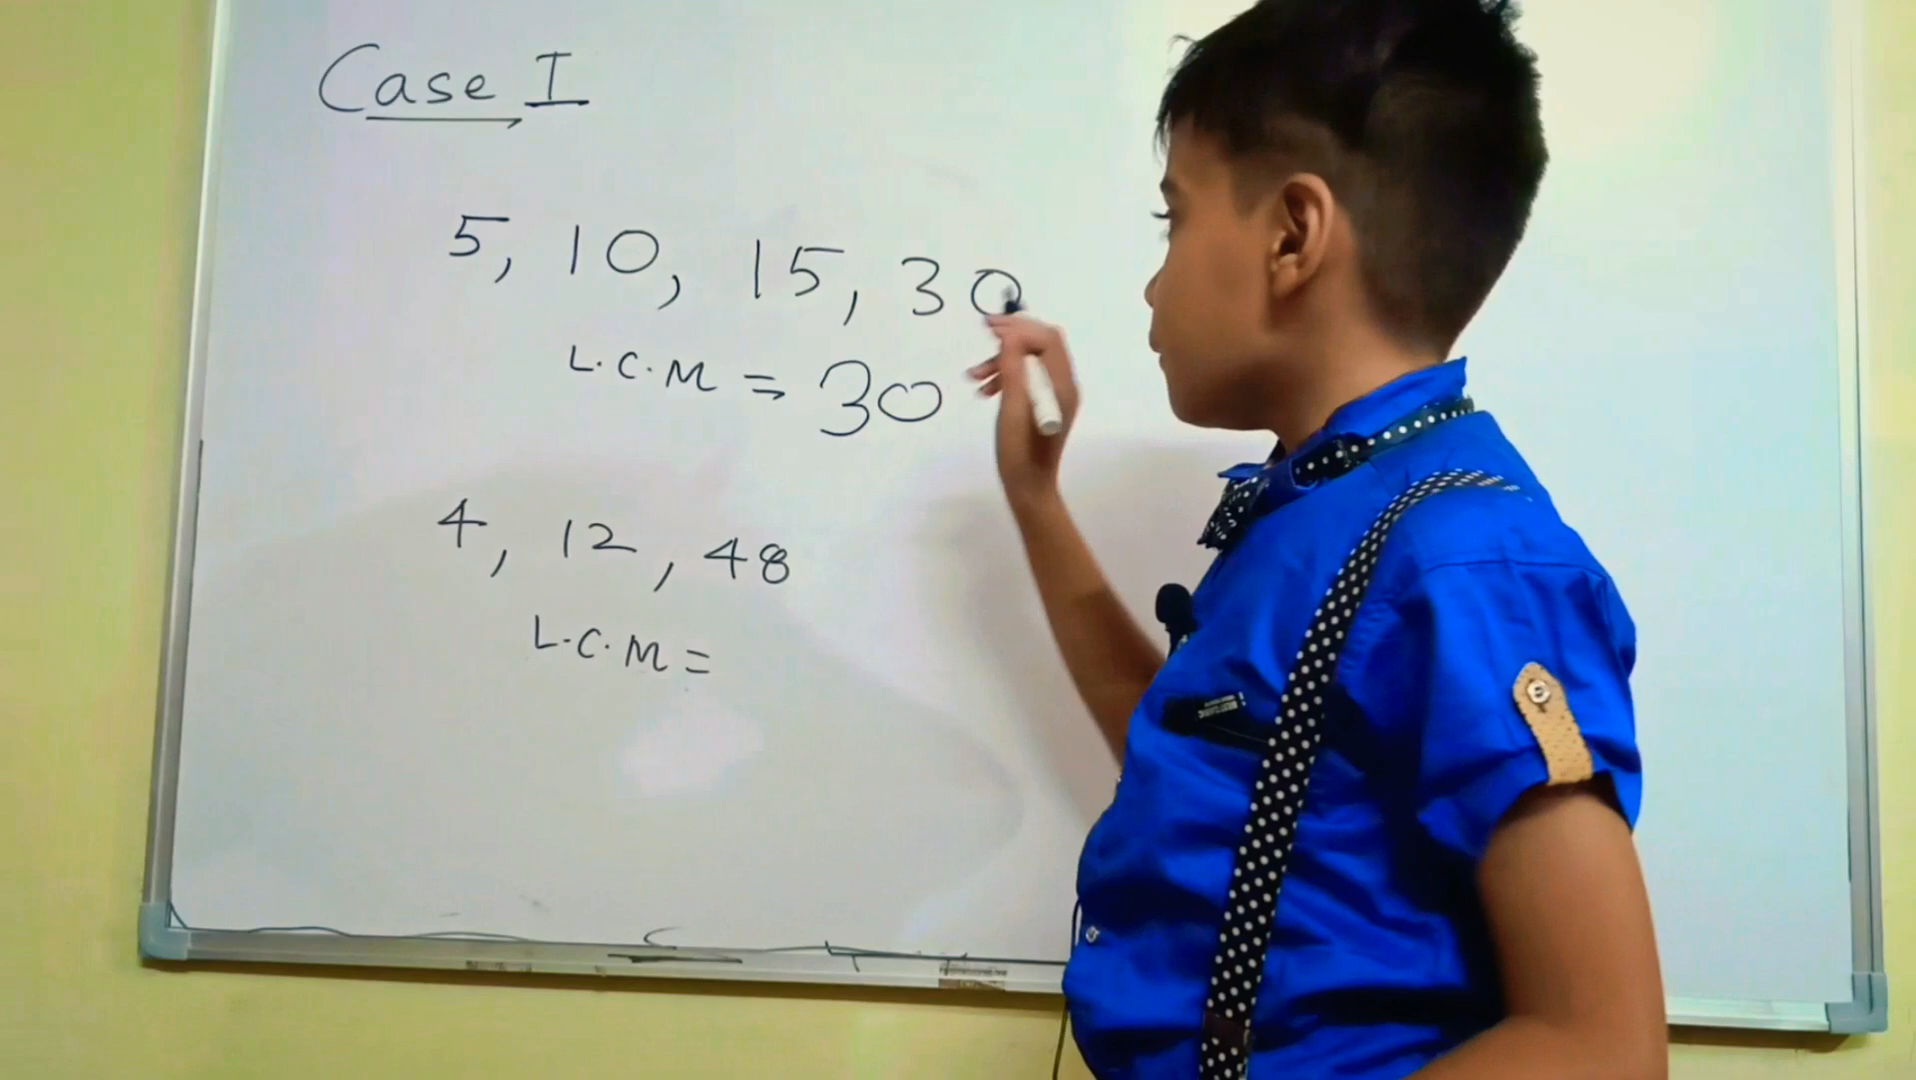 Case I
5, 10, 15, 30
L.C.M = 30
4, 12, 48
L.C.M =